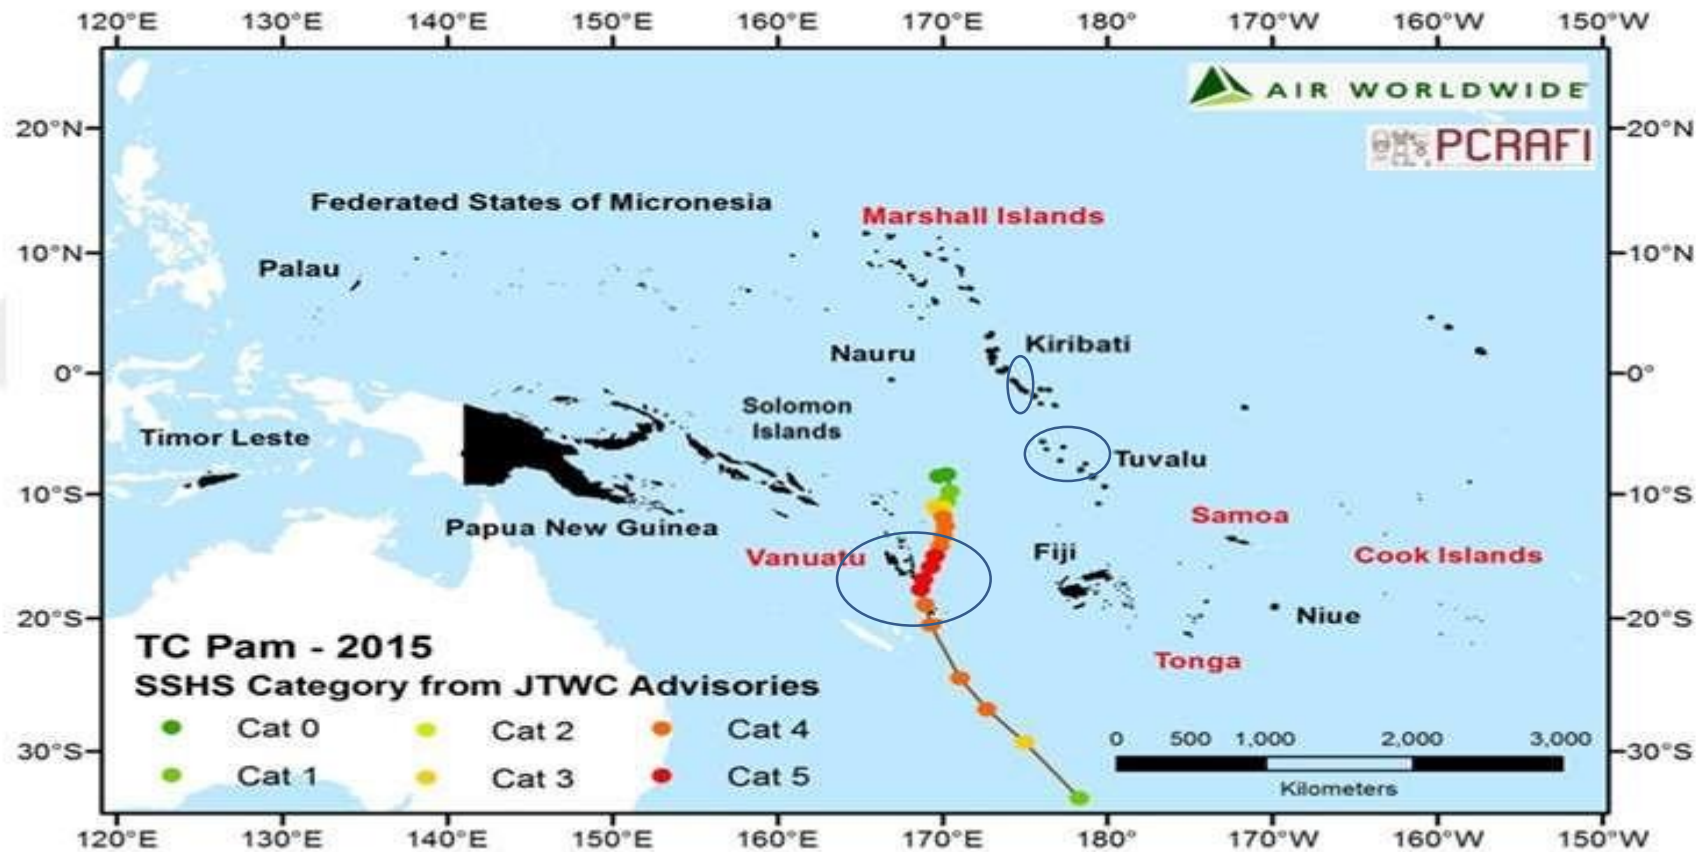 120°E 130°E 140°E 150°E 160°E 170°E 180° 170°W 160°W 150°W
AIR WORLDWIDE
20°N 20°N
PCRAFI
Federated States of Micronesia
Marshall Islands
10°N 10°N
Palau
Kiribati
Nauru
0° 0°
Solomon
Islands
Timor Leste
Tuvalu
10°S 10°S
Samoa
Papua New Guinea
Vanuatu
Fiji
Cook Islands
20°S 20°S
Niue
TC Pam - 2015
Tonga
SSHS Category from JTWC Advisories
Cat 0 Cat 2 Cat 4
0 500 1,000 2,000 3,000
30°S 30°S
Cat 1 Cat 3 Cat 5
Kilometers
120°E 130°E 140°E 150°E 160°E 170°E 180° 170°W 160°W 150°W